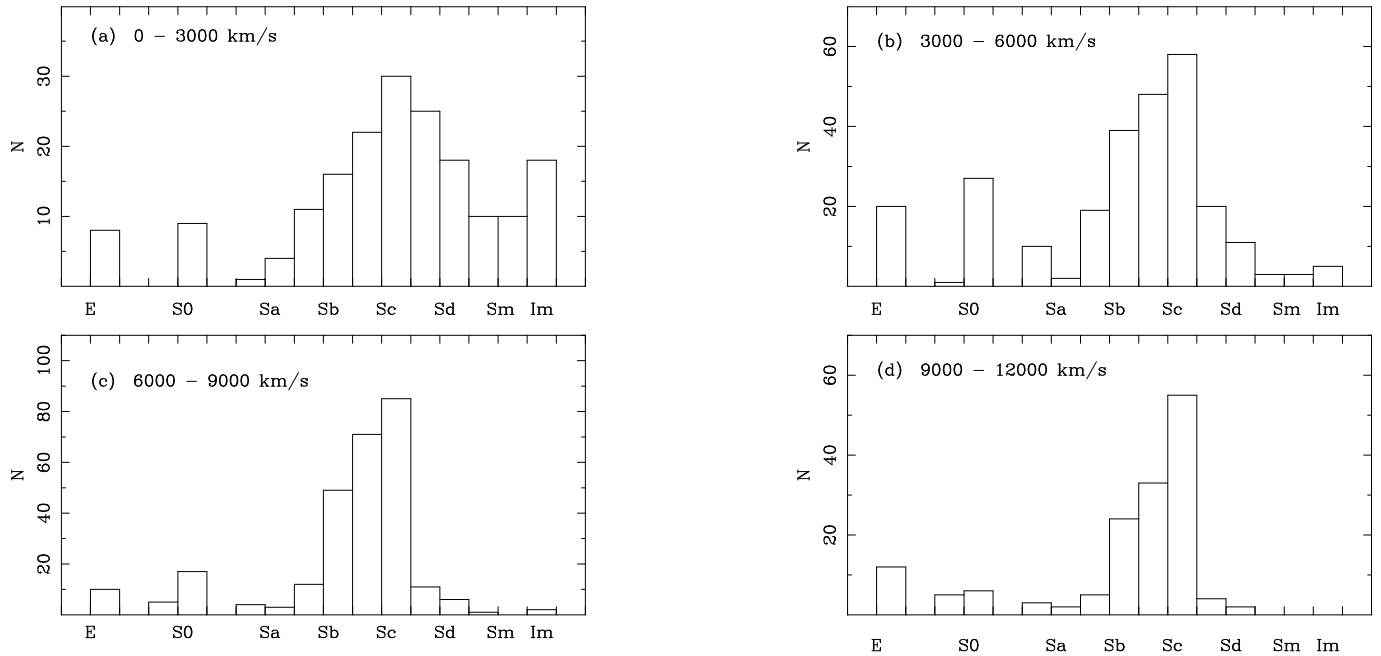 (a) 0 – 3000 km/s
30
20
10
N
E S0 Sa Sb Sc Sd Sm Im
(b) 3000 – 6000 km/s
60
40
20
N
E S0 Sa Sb Sc Sd Sm Im
(c) 6000 – 9000 km/s
100
80
60
40
20
N
E S0 Sa Sb Sc Sd Sm Im
(d) 9000 – 12000 km/s
60
40
20
N
E S0 Sa Sb Sc Sd Sm Im